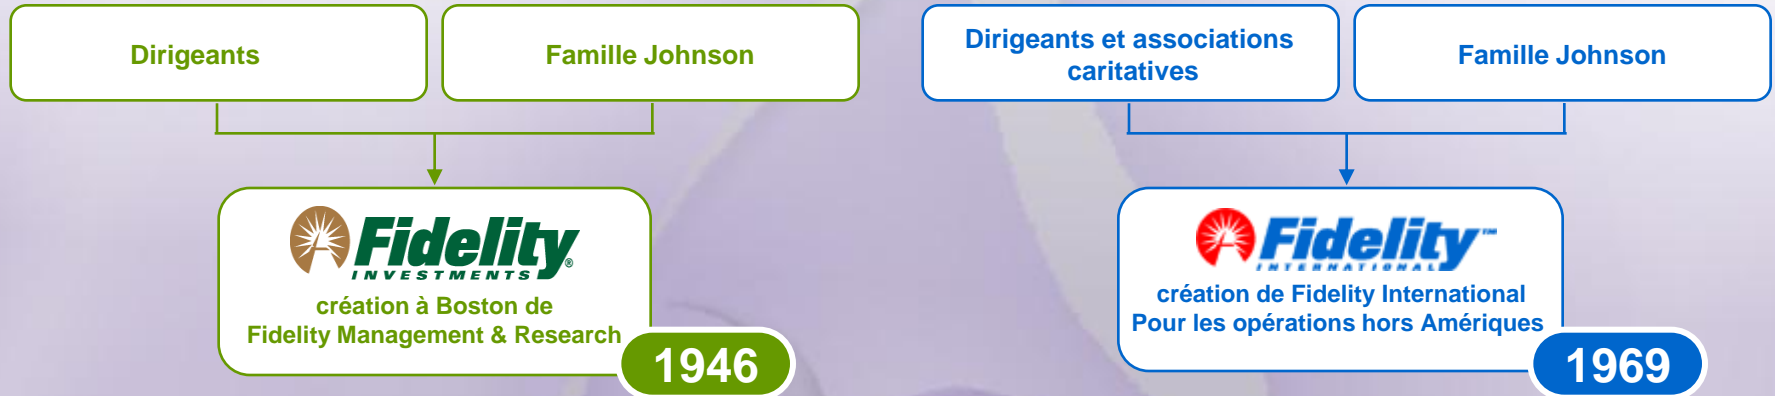 Dirigeants
Famille Johnson
Dirigeants et associations
caritatives
Famille Johnson
Fidelity®
INVESTMENTS
création à Boston de
Fidelity Management & Research
1946
Fidelity™
INTERNATIONAL
création de Fidelity International
Pour les opérations hors Amériques
1969